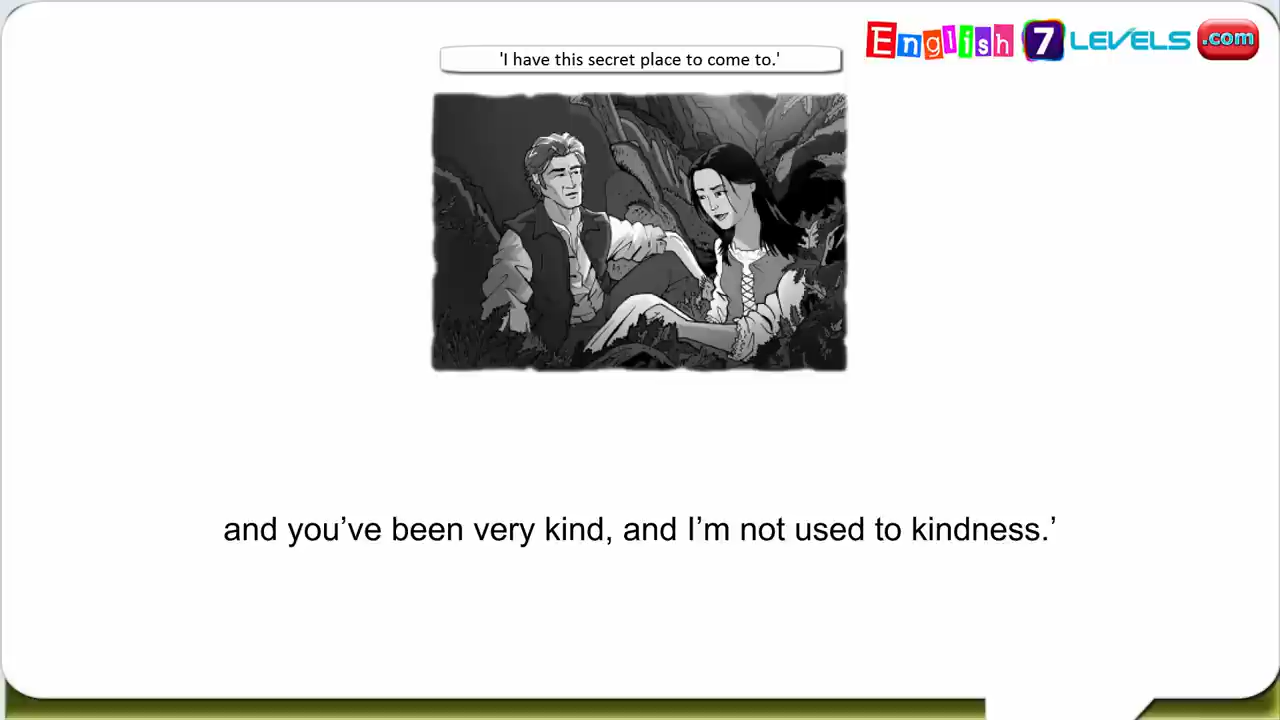 English 7 LEVELS .com
'I have this secret place to come to.'
and you’ve been very kind, and I’m not used to kindness.’